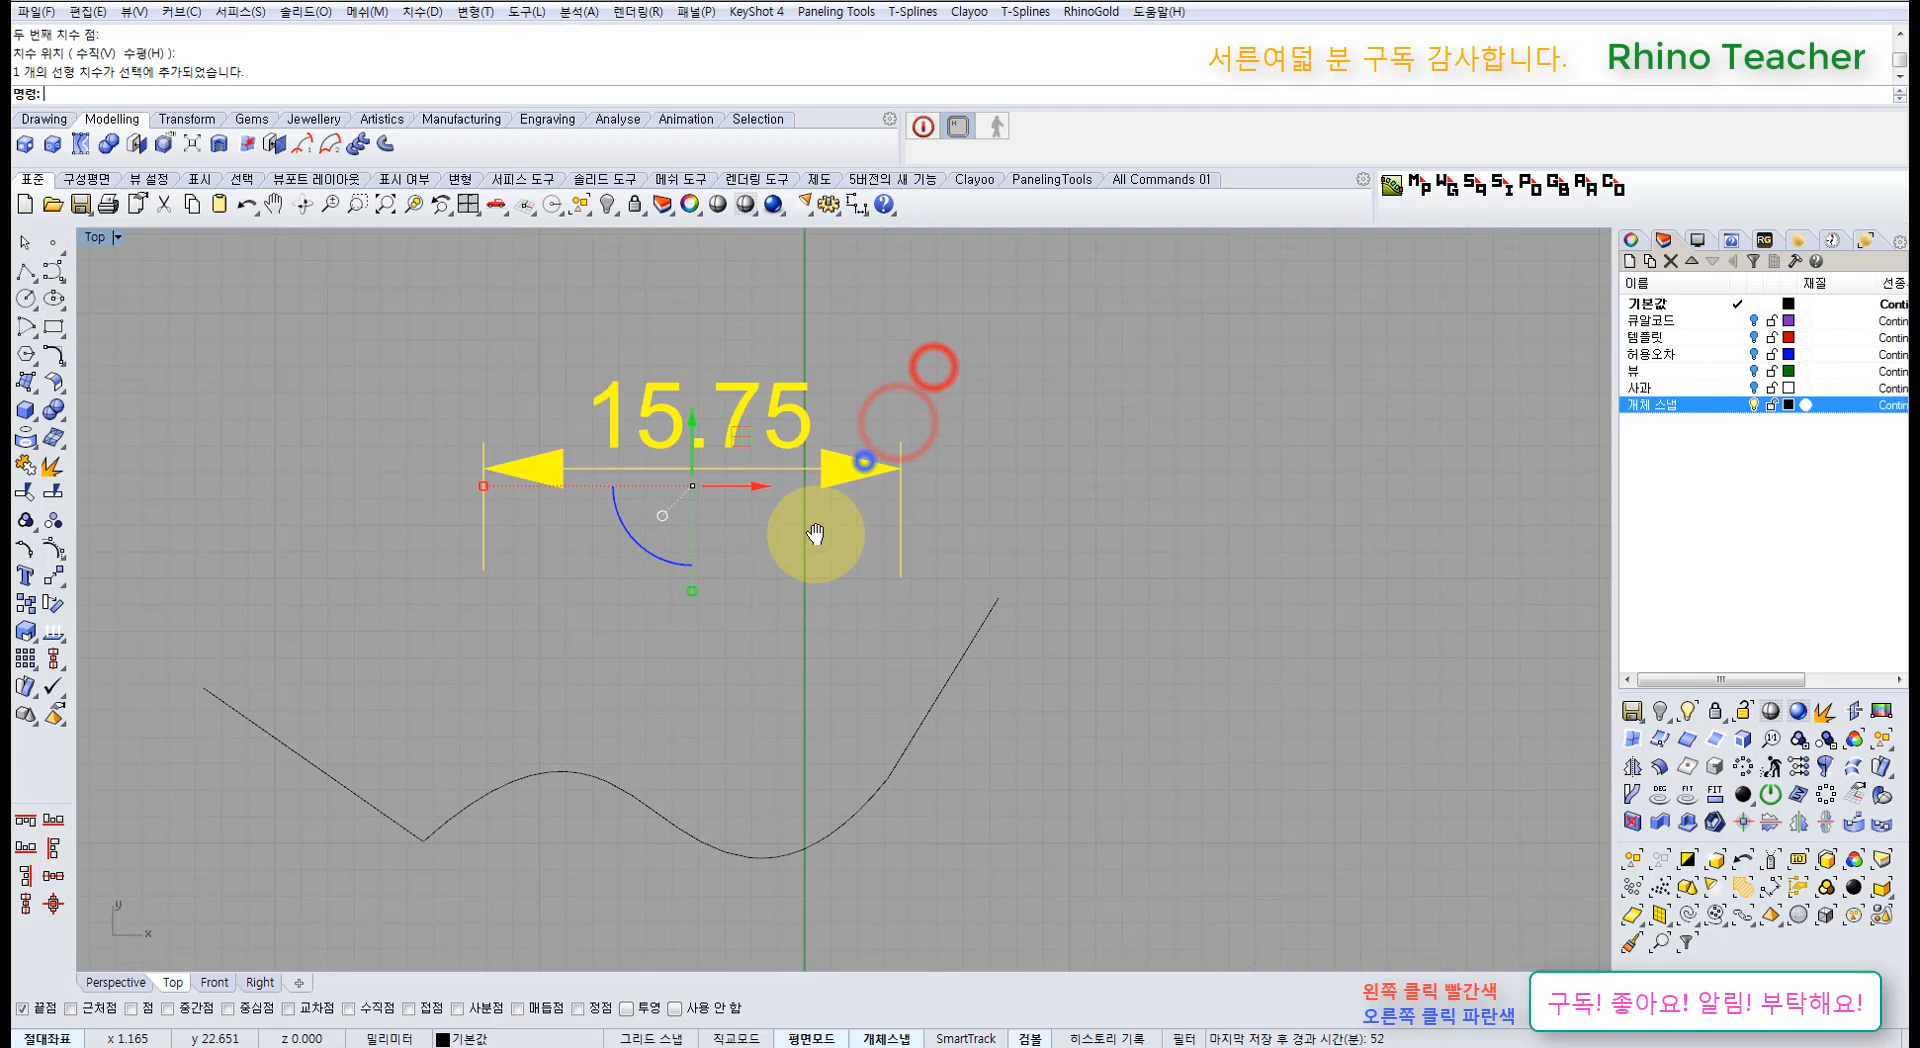 파일(F) 편집(E) 뷰(V) 커브(C) 서피스(S) 솔리드(O) 메쉬(M) 치수(D) 변형(T) 도구(L) 분석(A) 렌더링(R) 패널(P) KeyShot 4 Paneling Tools T-Splines Clayoo T-Splines RhinoGold 도움말(H)
두 번째 치수 점:
치수 위치 ( 수직(V) 수평(H) ):
1 개의 선형 치수가 선택에 추가되었습니다.
명령:
서른여덟 분 구독 감사합니다. Rhino Teacher
Drawing Modelling Transform Gems Jewellery Artistics Manufacturing Engraving Analyse Animation Selection
표준 구성평면 뷰 설정 표시 선택 뷰포트 레이아웃 표시 여부 변형 서피스 도구 솔리드 도구 메쉬 도구 렌더링 도구 제도 5버전의 새 기능 Clayoo PanelingTools All Commands 01
Top
이름 재질 선종
기본값 Conti
큐알코드 Contin
템플릿 Contin
허용오차 Contin
뷰 Contin
사과 Contin
개체 스냅 Contin
15.75
y
x
Perspective Top Front Right
끝점 근처점 점 중간점 중심점 교차점 수직점 접점 사분점 매듭점 정점 투영 사용 안 함
왼쪽 클릭 빨간색
오른쪽 클릭 파란색
구독! 좋아요! 알림! 부탁해요!
절대좌표 x 1.165 y 22.651 z 0.000 밀리미터 기본값 그리드 스냅 직교모드 평면모드 개체스냅 SmartTrack 검볼 히스토리 기록 필터 마지막 저장 후 경과 시간(분): 52